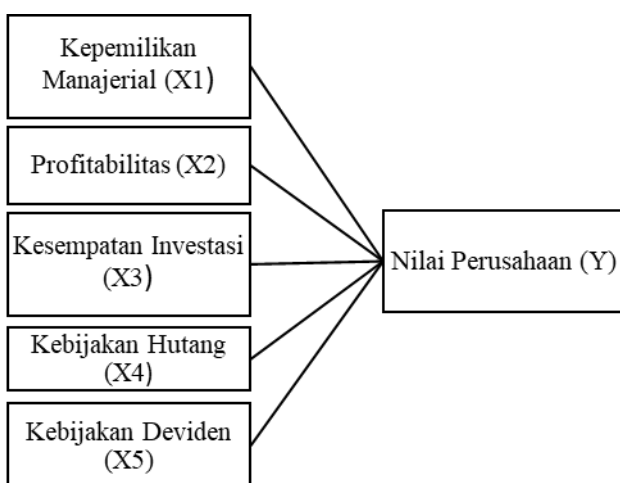 Kepemilikan
Manajerial (X1)
Profitabilitas (X2)
Kesempatan Investasi
(X3)
Kebijakan Hutang
(X4)
Kebijakan Deviden
(X5)
Nilai Perusahaan (Y)